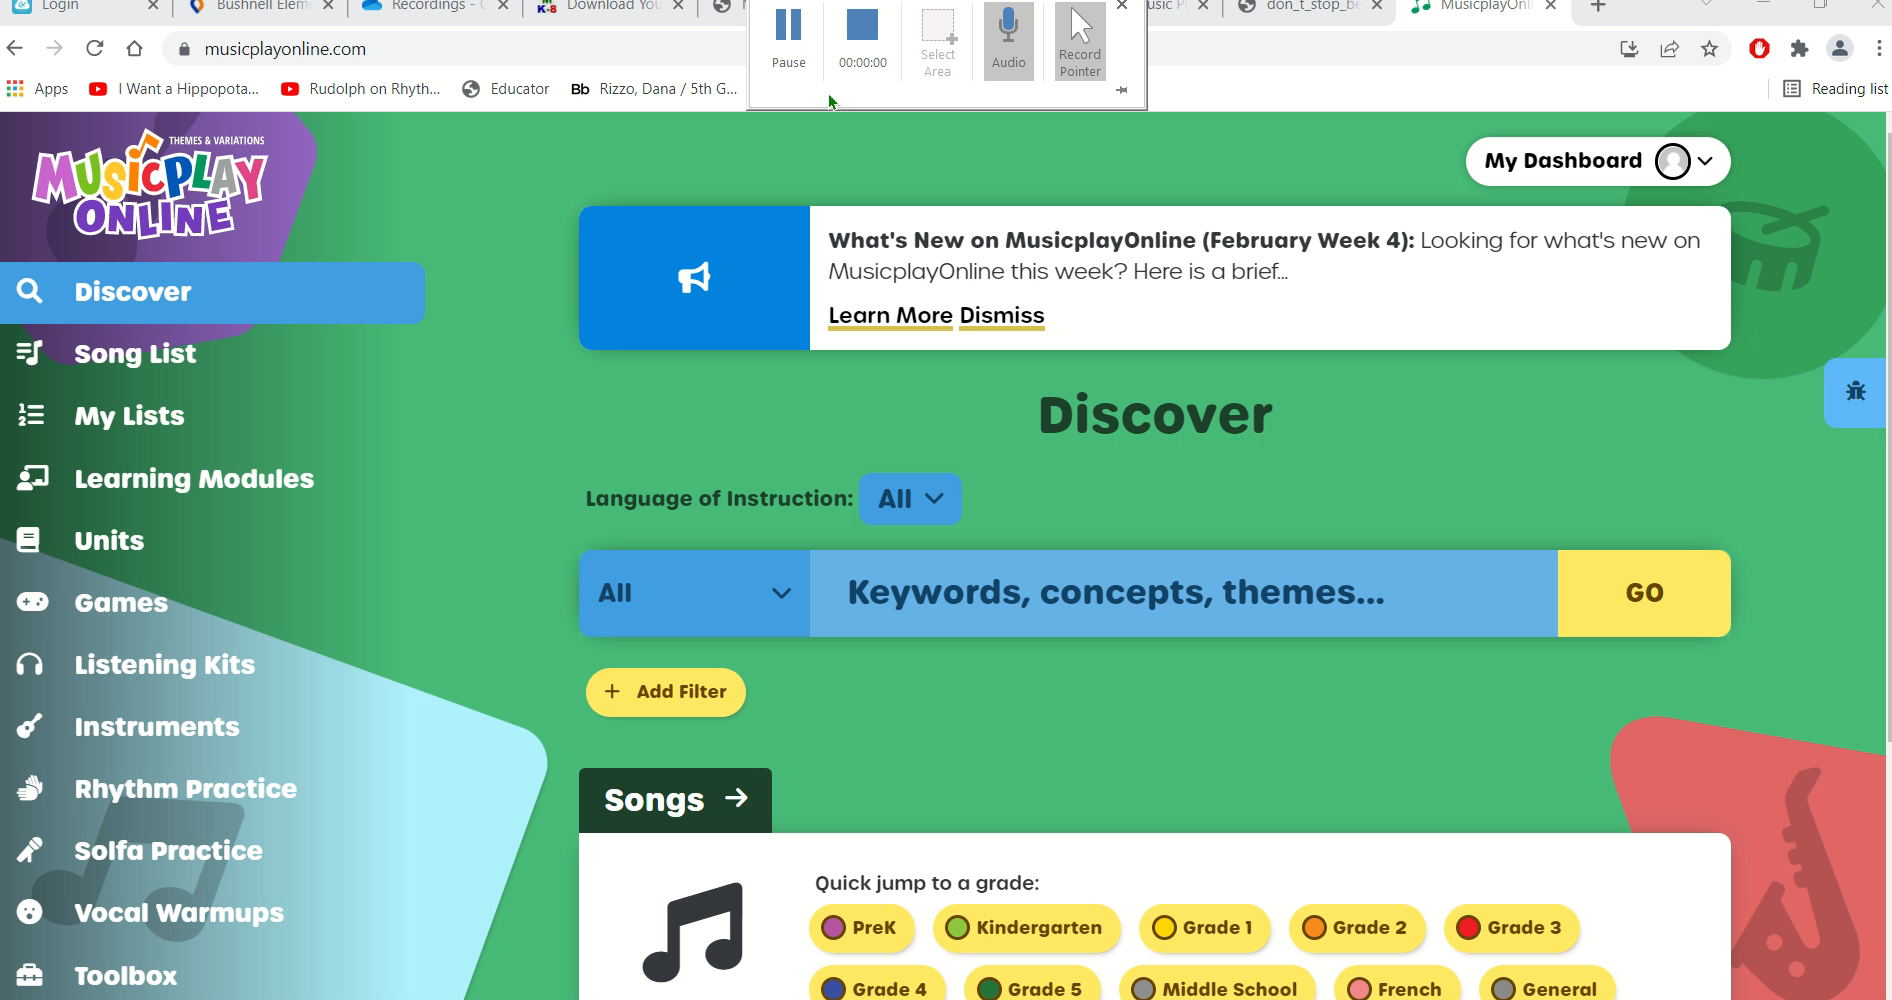 Login
Bushnell Elem
Recordings -
K-8
Download You
usic P
don_t_stop_be
MusicplayOnli
musicplayonline.com
Pause
00:00:00
Select
Area
Audio
Record
Pointer
Apps
I Want a Hippopota...
Rudolph on Rhyth...
Educator
Bb Rizzo, Dana / 5th G...
Reading list
THEMES & VARIATIONS
MUSICPLAY
ONLINE
My Dashboard
What's New on MusicplayOnline (February Week 4): Looking for what's new on
MusicplayOnline this week? Here is a brief...
Learn More Dismiss
Discover
Song List
My Lists
Learning Modules
Units
Games
Listening Kits
Instruments
Rhythm Practice
Solfa Practice
Vocal Warmups
Toolbox
Discover
Language of Instruction: All
All
Keywords, concepts, themes...
GO
+ Add Filter
Songs →
Quick jump to a grade:
PreK Kindergarten Grade 1 Grade 2 Grade 3
Grade 4 Grade 5 Middle School French General